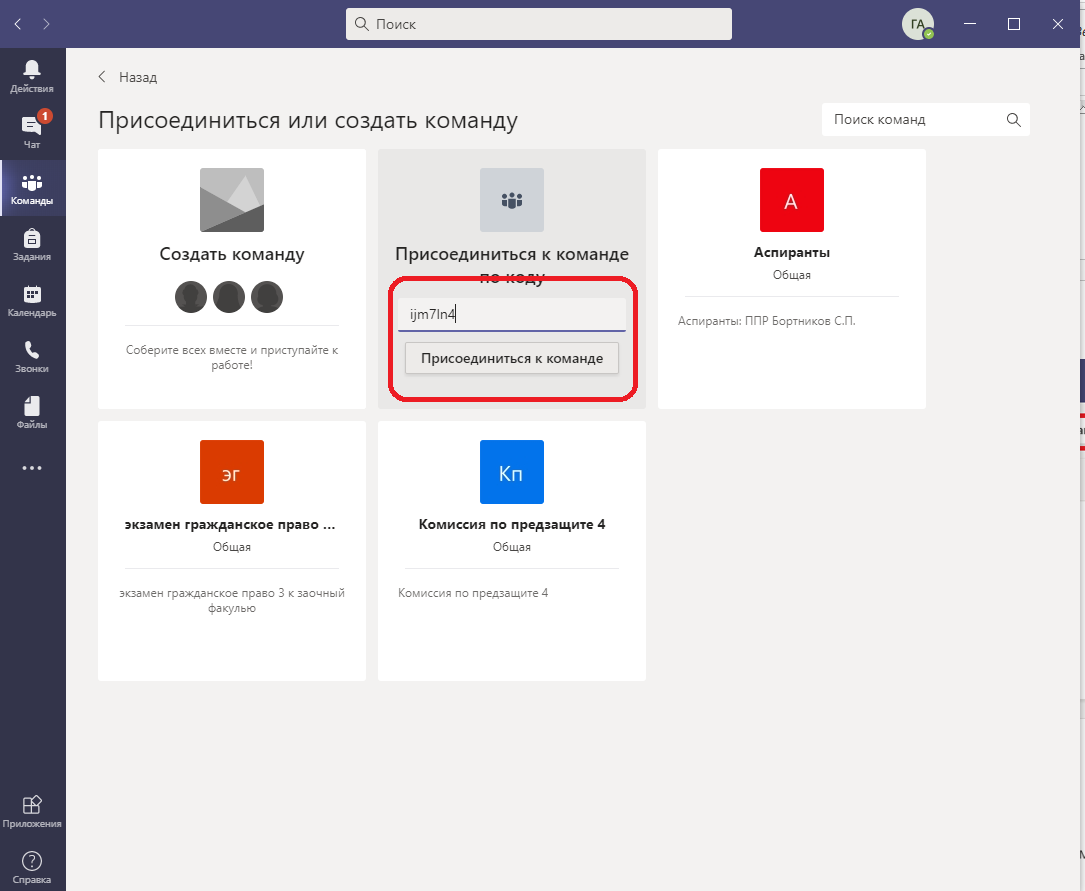 Поиск
ГА
Действия
1
Чат
Команды
Задания
Календарь
Звонки
Файлы
Приложения
Справка
Назад
Присоединиться или создать команду
Поиск команд
Создать команду
Соберите всех вместе и приступайте к
работе!
Присоединиться к команде
по коду
ijm7ln4
Присоединиться к команде
А
Аспиранты
Общая
Аспиранты: ППР Бортников С.П.
эг
экзамен гражданское право ...
Общая
экзамен гражданское право 3 к заочный
факулью
Кп
Комиссия по предзащите 4
Общая
Комиссия по предзащите 4